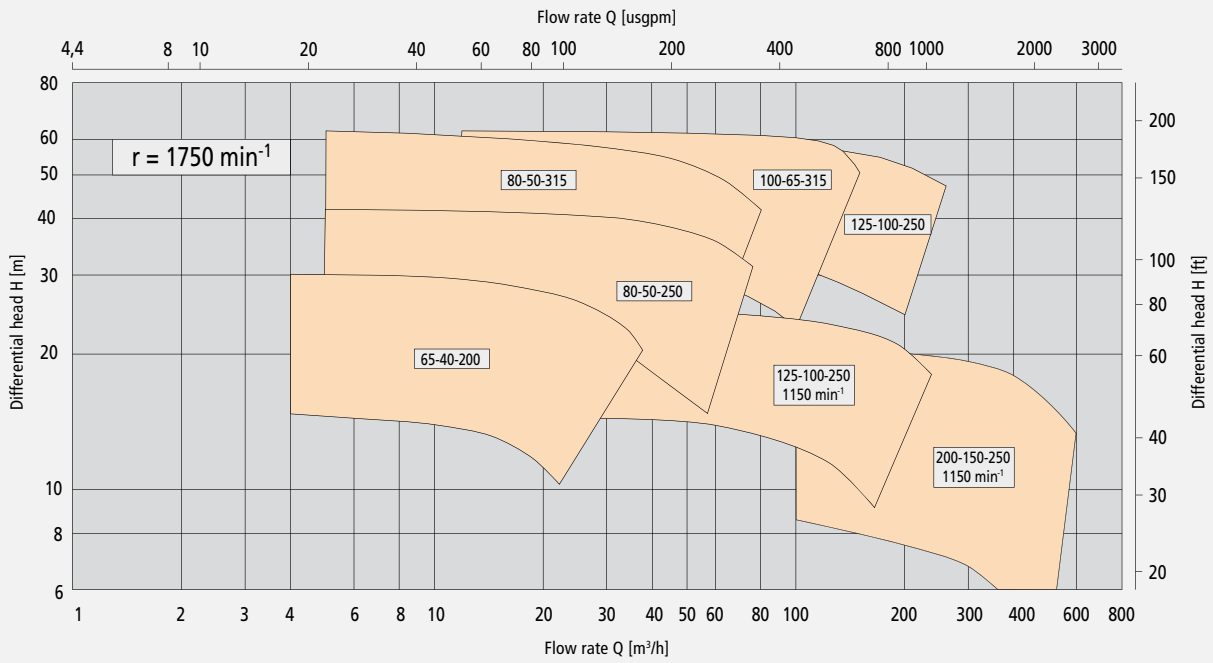 Flow rate Q [usgpm]
4,4 8 10 20 40 60 80 100 200 400 800 1000 2000 3000
80
60
50
40
30
20
10
8
6
Differential head H [m]
r = 1750 min-1
80-50-315
100-65-315
125-100-250
80-50-250
65-40-200
125-100-250
1150 min-1
200-150-250
1150 min-1
200
150
100
80
60
40
30
20
Differential head H [ft]
1 2 3 4 6 8 10 20 30 40 50 60 80 100 200 300 400 600 800
Flow rate Q [m³/h]